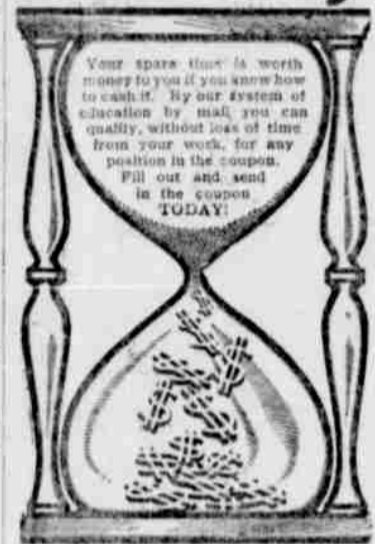 Your spare time is worth
money to you if you know how
to cash it. By our system of
education by mail you can
qualify, without loss of time
from your work, for any
position in the coupon.
Fill out and send
in the coupon
TODAY!